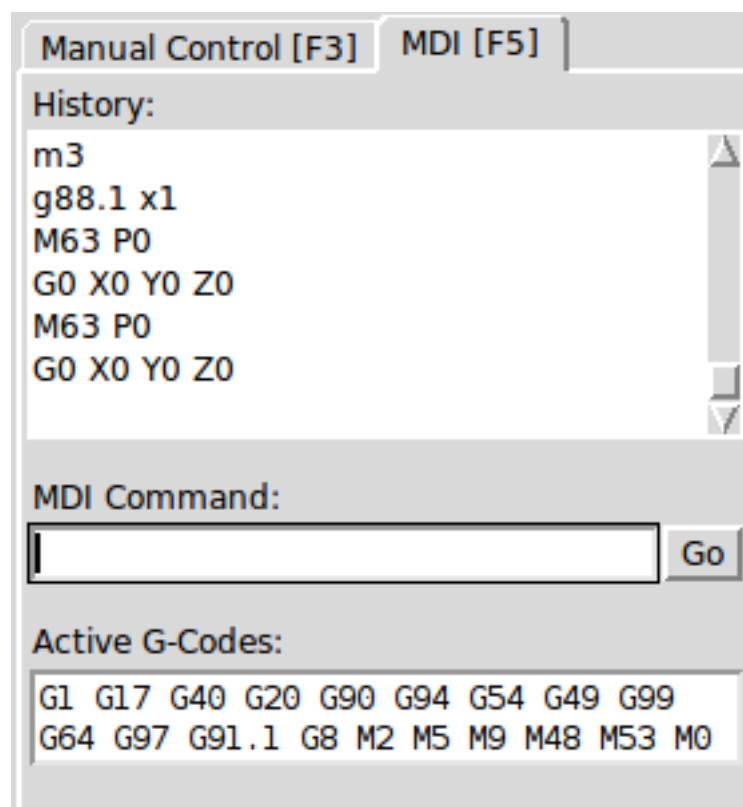 Manual Control [F3] MDI [F5]
History:
m3
g88.1 x1
M63 P0
G0 X0 Y0 Z0
M63 P0
G0 X0 Y0 Z0
MDI Command:
Go
Active G-Codes:
G1 G17 G40 G20 G90 G94 G54 G49 G99
G64 G97 G91.1 G8 M2 M5 M9 M48 M53 M0